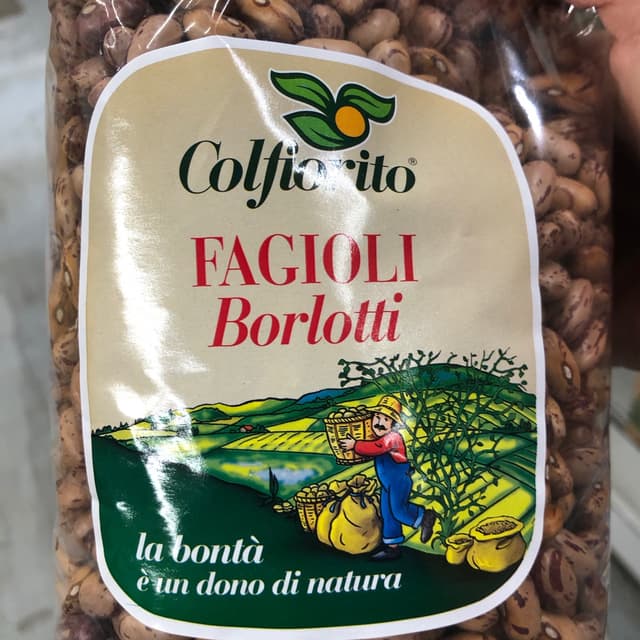 Colfiorito®
FAGIOLI
Borlotti
la bontà
è un dono di natura